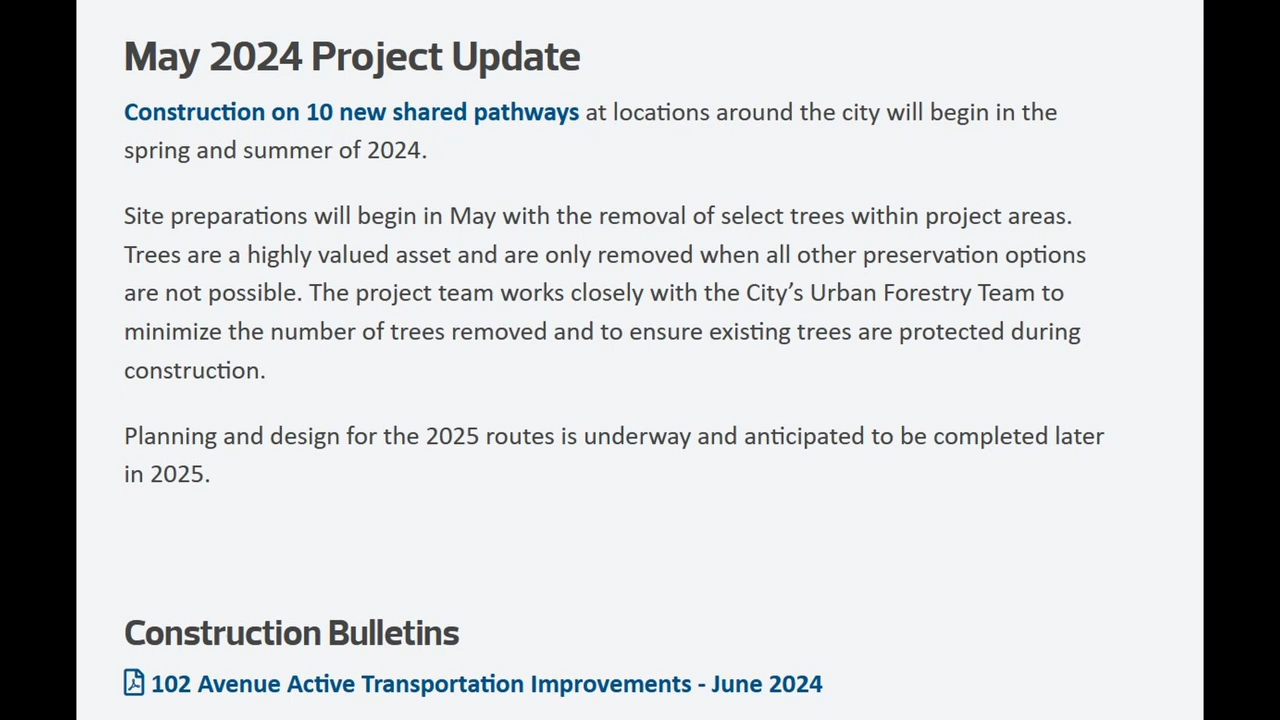 May 2024 Project Update
Construction on 10 new shared pathways at locations around the city will begin in the
spring and summer of 2024.
Site preparations will begin in May with the removal of select trees within project areas.
Trees are a highly valued asset and are only removed when all other preservation options
are not possible. The project team works closely with the City’s Urban Forestry Team to
minimize the number of trees removed and to ensure existing trees are protected during
construction.
Planning and design for the 2025 routes is underway and anticipated to be completed later
in 2025.
Construction Bulletins
102 Avenue Active Transportation Improvements - June 2024